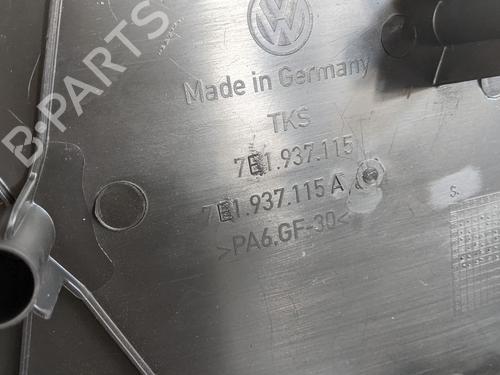 Made in Germany
TKS
7E1.937.115
7E1.937.115 A
>PA6.GF-30<
S.
B-PARTS